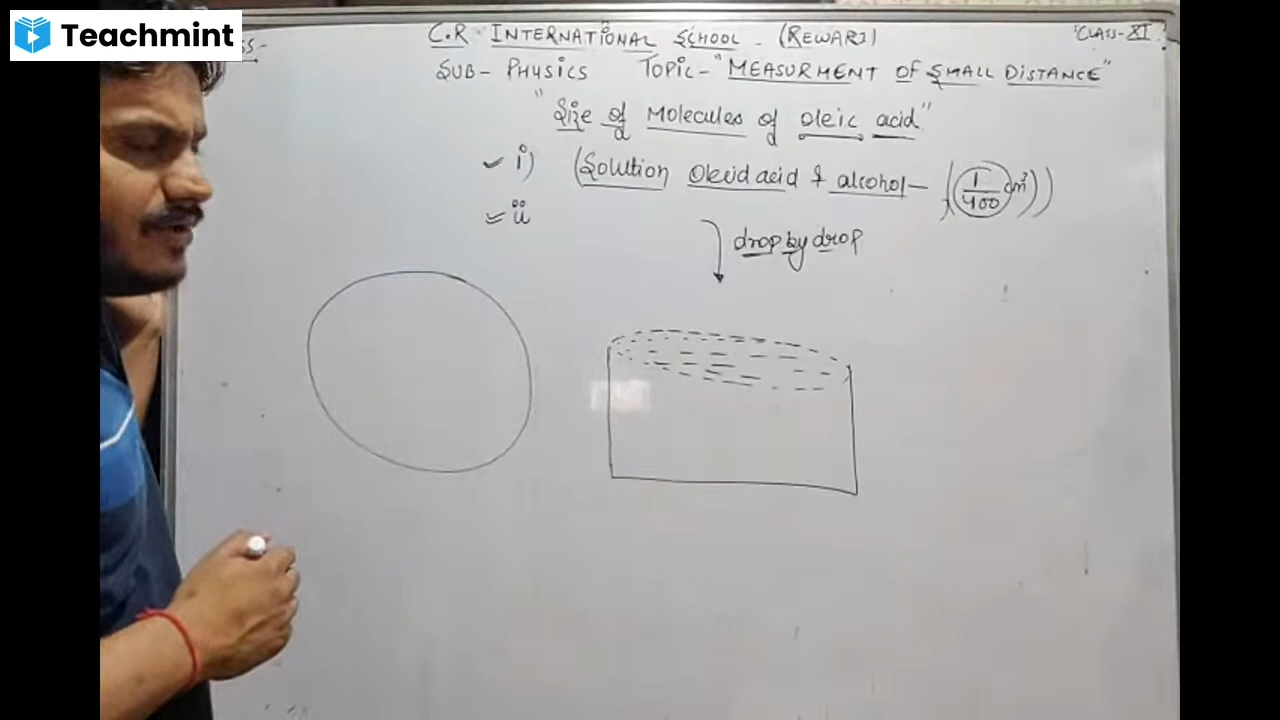 Teachmint
C.R. INTERNATIONAL SCHOOL - (REWARI)
CLASS-XI
SUB- PHYSICS TOPIC-"MEASURMENT OF SMALL DISTANCE"
"Size of Molecules of oleic acid"
i) (Solution Oleid acid & alcohol- (1/400 cm³))
ii
drop by drop